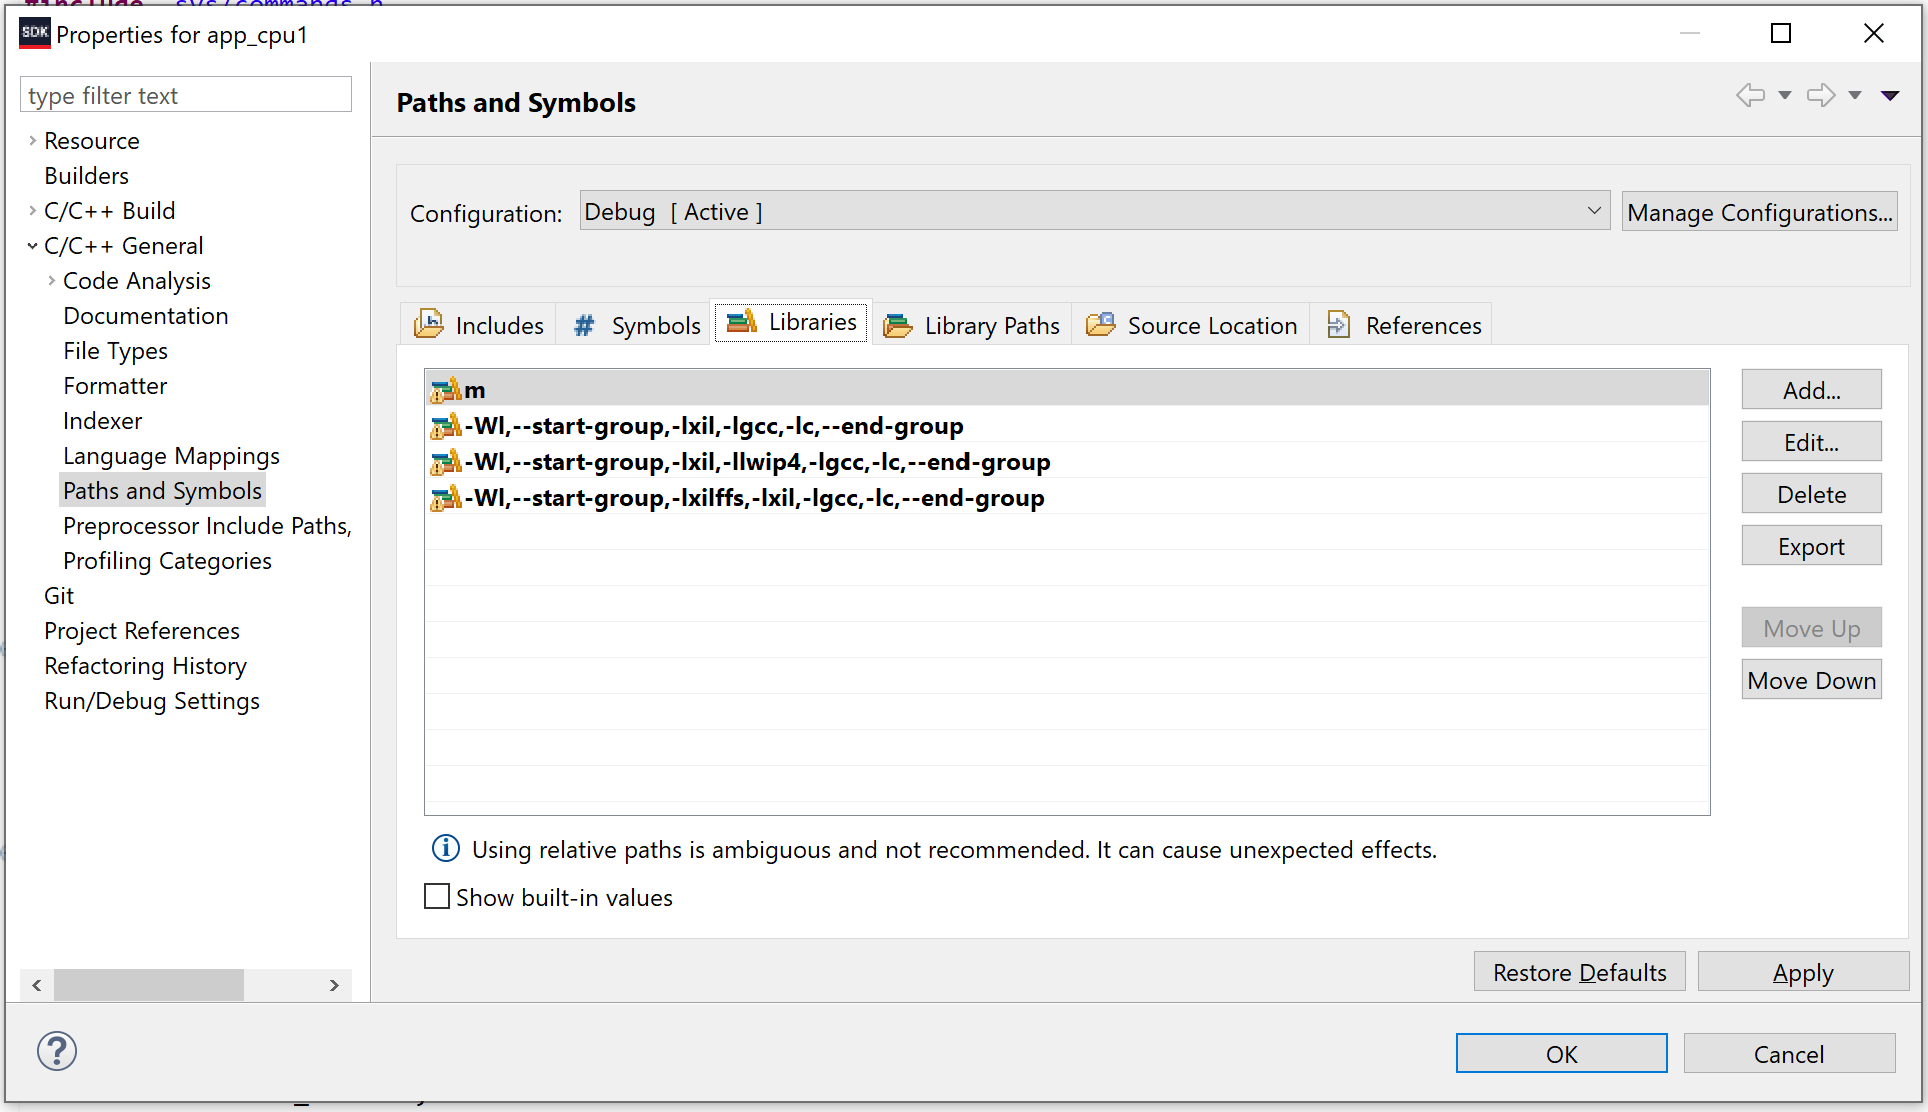 #include "sys/commands.h
SDK Properties for app_cpu1
type filter text
Resource
Builders
C/C++ Build
C/C++ General
Code Analysis
Documentation
File Types
Formatter
Indexer
Language Mappings
Paths and Symbols
Preprocessor Include Paths,
Profiling Categories
Git
Project References
Refactoring History
Run/Debug Settings
Paths and Symbols
Configuration: Debug [ Active ] Manage Configurations...
Includes # Symbols Libraries Library Paths Source Location References
m
-Wl,--start-group,-lxil,-lgcc,-lc,--end-group
-Wl,--start-group,-lxil,-llwip4,-lgcc,-lc,--end-group
-Wl,--start-group,-lxilffs,-lxil,-lgcc,-lc,--end-group
Add...
Edit...
Delete
Export
Move Up
Move Down
Using relative paths is ambiguous and not recommended. It can cause unexpected effects.
Show built-in values
Restore Defaults Apply
OK Cancel